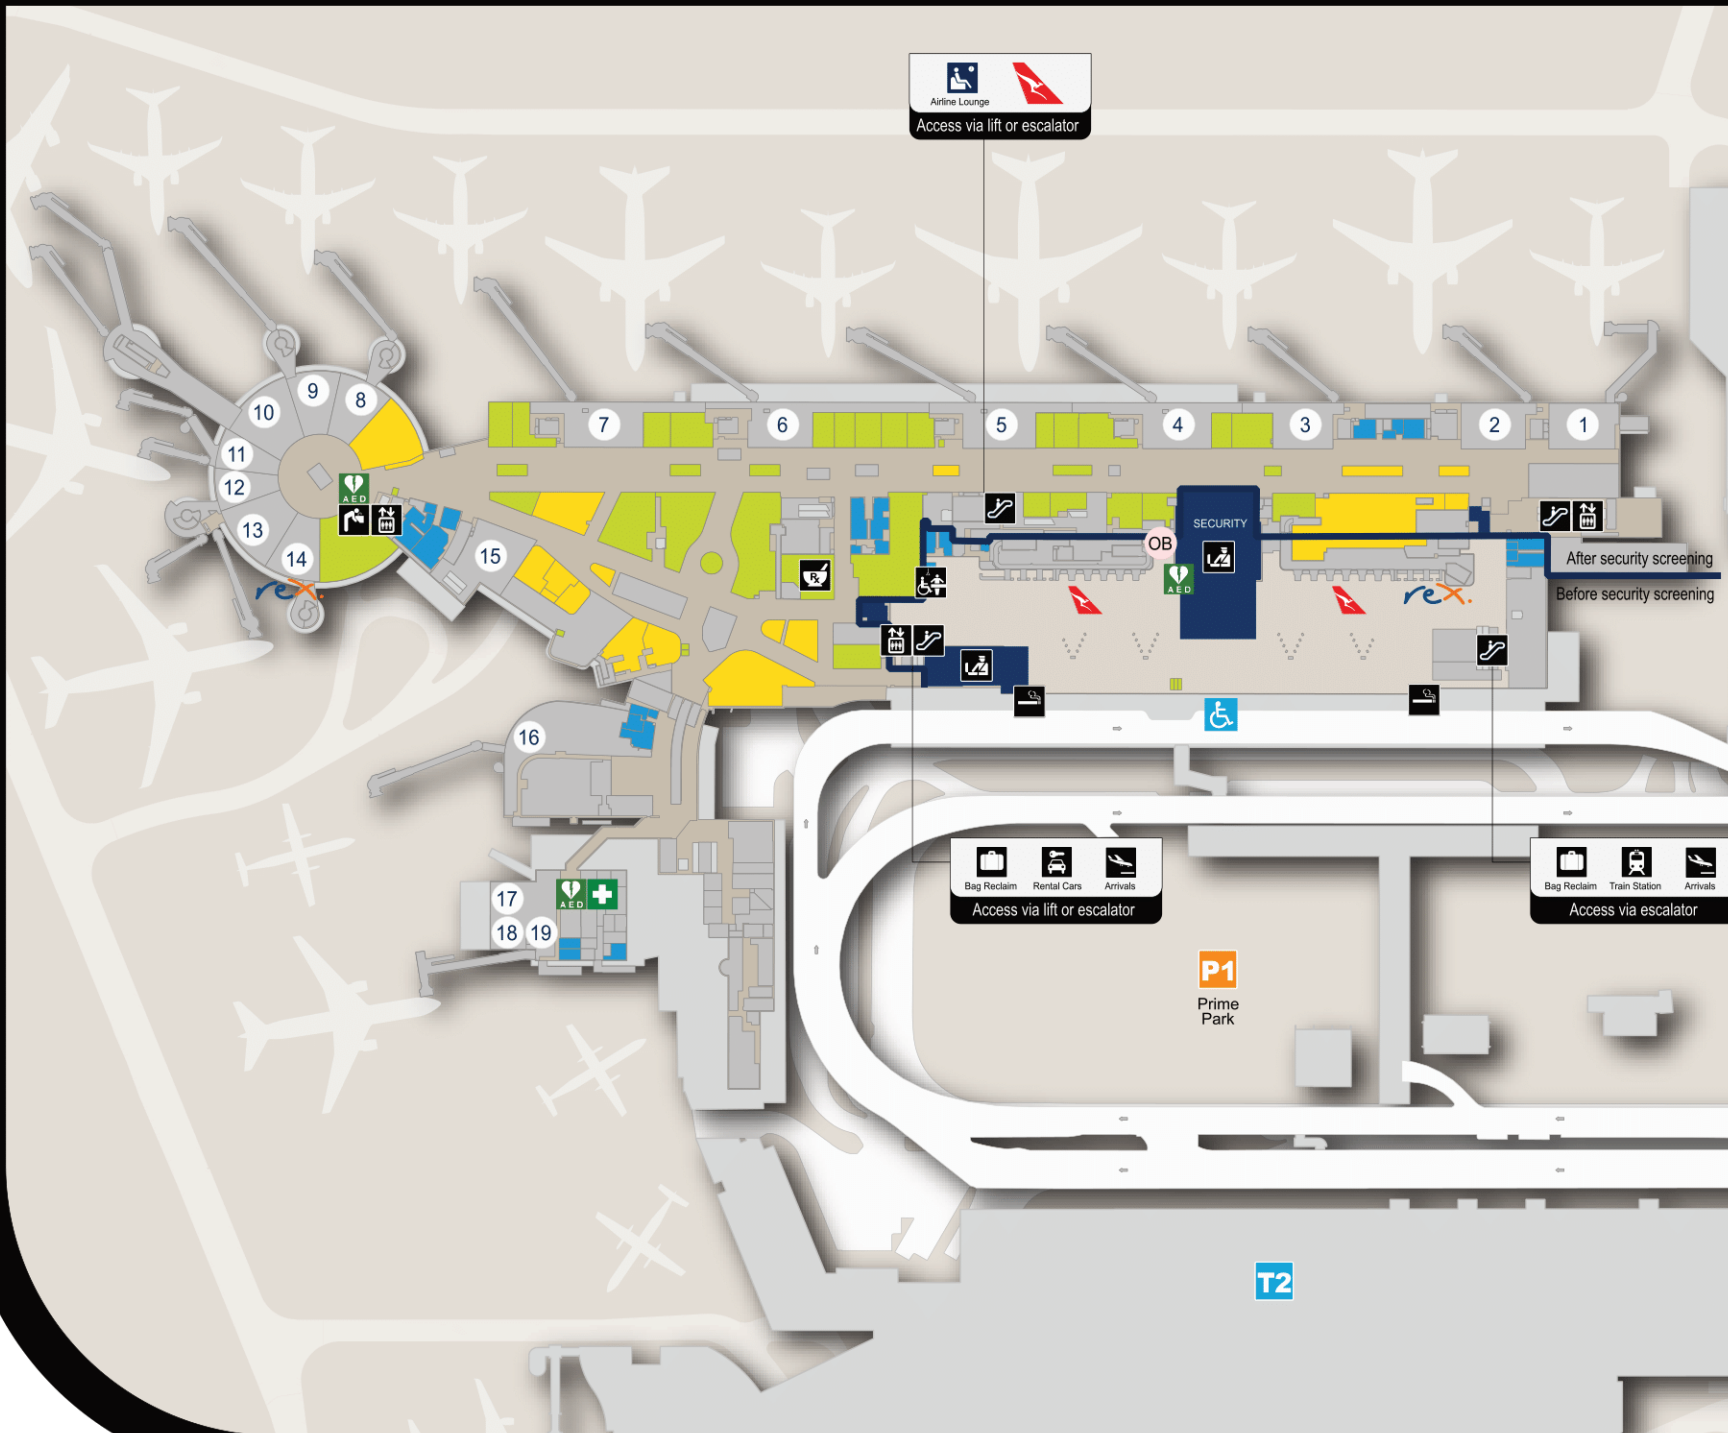 Airline Lounge
Access via lift or escalator
9
8
10
11
12
13
14
AED
rex.
7
6
5
4
3
2
1
15
Rx
OB
SECURITY
AED
rex.
After security screening
Before security screening
16
17
18
19
AED
Bag Reclaim
Rental Cars
Arrivals
Access via lift or escalator
Bag Reclaim
Train Station
Arrivals
Access via escalator
P1
Prime
Park
T2